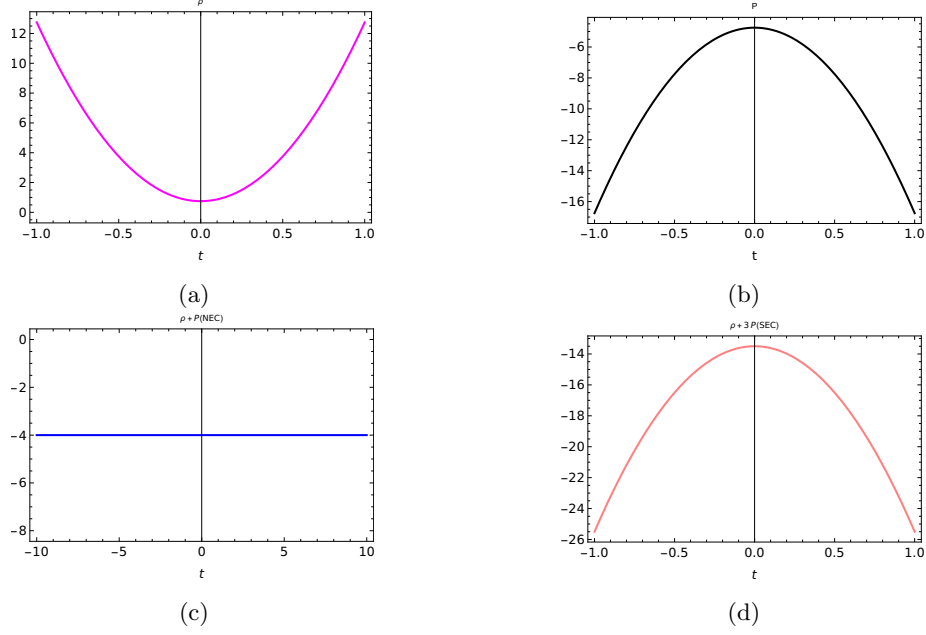 ρ
12
10
8
6
4
2
0
−1.0 −0.5 0.0 0.5 1.0
t
(a)
P
−6
−8
−10
−12
−14
−16
−1.0 −0.5 0.0 0.5 1.0
t
(b)
ρ + P(NEC)
0
−2
−4
−6
−8
−10 −5 0 5 10
t
(c)
ρ + 3 P(SEC)
−14
−16
−18
−20
−22
−24
−26
−1.0 −0.5 0.0 0.5 1.0
t
(d)